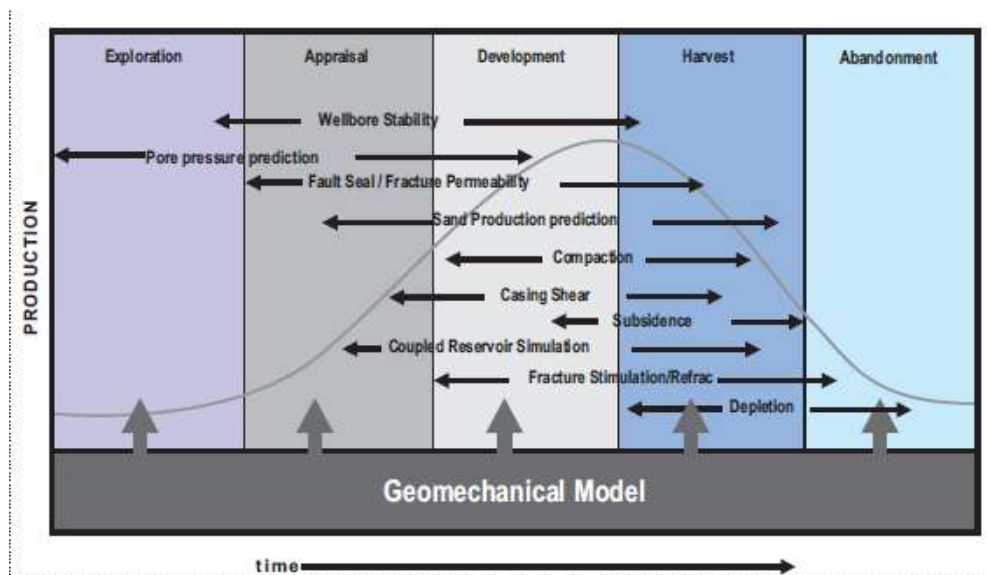 Exploration
Appraisal
Development
Harvest
Abandonment
Wellbore Stability
Pore pressure prediction
Fault Seal / Fracture Permeability
Sand Production prediction
Compaction
Casing Shear
Subsidence
Coupled Reservoir Simulation
Fracture Stimulation/Refrac
Depletion
PRODUCTION
Geomechanical Model
time